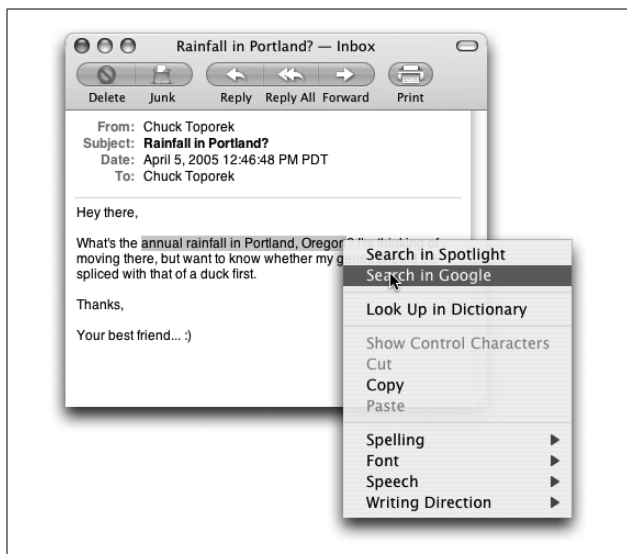 Rainfall in Portland? — Inbox
Delete Junk Reply Reply All Forward Print
From: Chuck Toporek
Subject: Rainfall in Portland?
Date: April 5, 2005 12:46:48 PM PDT
To: Chuck Toporek
Hey there,
What's the annual rainfall in Portland, Oregon? I'm thinking of
moving there, but want to know whether my
spliced with that of a duck first.
Thanks,
Your best friend... :)
Search in Spotlight
Search in Google
Look Up in Dictionary
Show Control Characters
Cut
Copy
Paste
Spelling
Font
Speech
Writing Direction